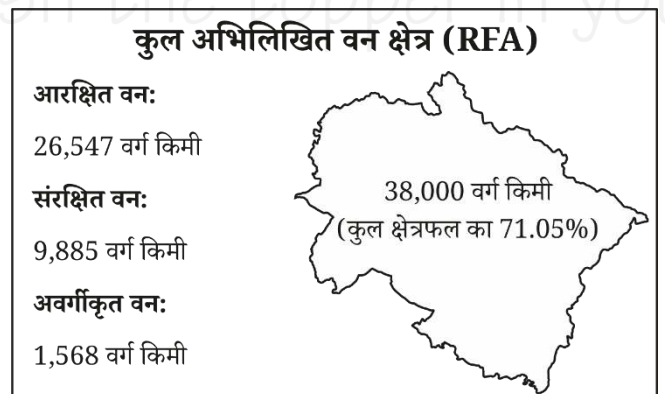 कुल अभिलिखित वन क्षेत्र (RFA)
आरक्षित वन:
26,547 वर्ग किमी
संरक्षित वन:
9,885 वर्ग किमी
अवर्गीकृत वन:
1,568 वर्ग किमी
38,000 वर्ग किमी
(कुल क्षेत्रफल का 71.05%)